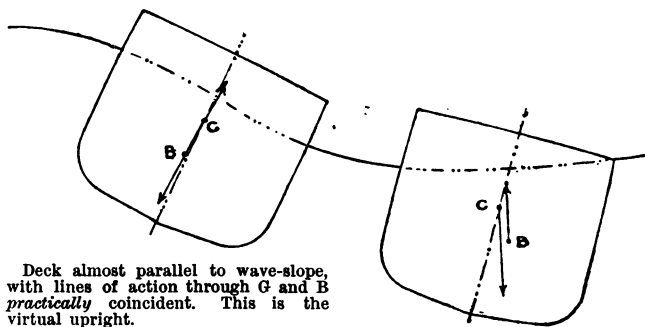 G
B
G
B
Deck almost parallel to wave-slope,
with lines of action through G and B
practically coincident. This is the
virtual upright.